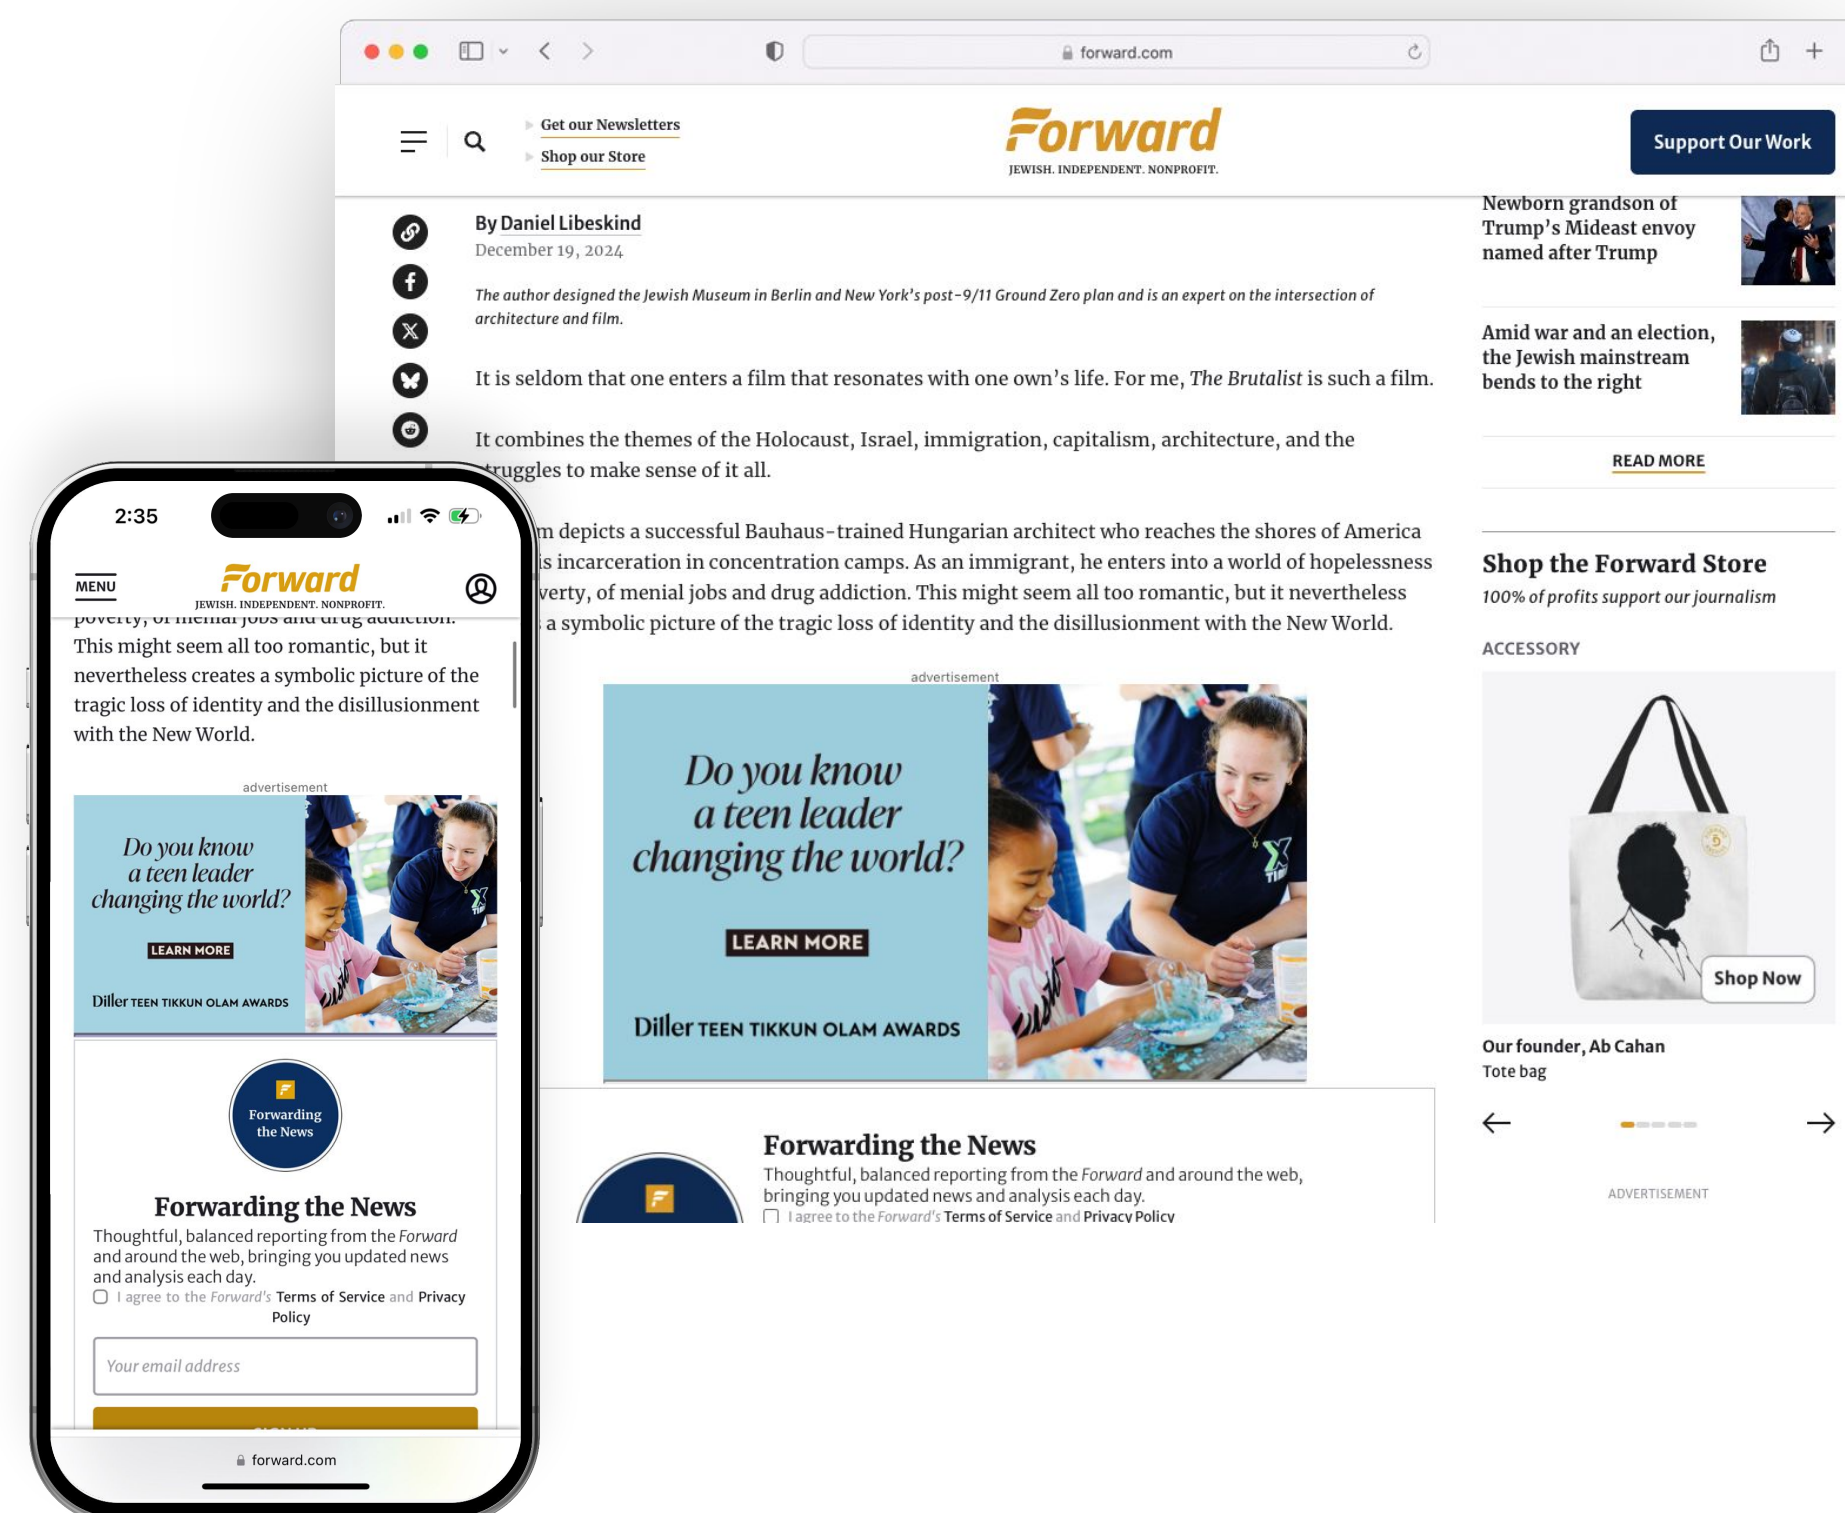 forward.com
Get our Newsletters
Shop our Store
Forward
JEWISH. INDEPENDENT. NONPROFIT.
Support Our Work
By Daniel Libeskind
December 19, 2024
The author designed the Jewish Museum in Berlin and New York's post-9/11 Ground Zero plan and is an expert on the intersection of
architecture and film.
It is seldom that one enters a film that resonates with one own's life. For me, The Brutalist is such a film.
It combines the themes of the Holocaust, Israel, immigration, capitalism, architecture, and the
struggles to make sense of it all.
depicts a successful Bauhaus-trained Hungarian architect who reaches the shores of America
incarceration in concentration camps. As an immigrant, he enters into a world of hopelessness
verty, of menial jobs and drug addiction. This might seem all too romantic, but it nevertheless
a symbolic picture of the tragic loss of identity and the disillusionment with the New World.
advertisement
Do you know
a teen leader
changing the world?
LEARN MORE
Diller TEEN TIKKUN OLAM AWARDS
Forwarding the News
Thoughtful, balanced reporting from the Forward and around the web,
bringing you updated news and analysis each day.
I agree to the Forward's Terms of Service and Privacy Policy
Newborn grandson of
Trump's Mideast envoy
named after Trump
Amid war and an election,
the Jewish mainstream
bends to the right
READ MORE
Shop the Forward Store
100% of profits support our journalism
ACCESSORY
Shop Now
Our founder, Ab Cahan
Tote bag
ADVERTISEMENT
2:35
MENU
Forward
JEWISH. INDEPENDENT. NONPROFIT.
poverty, of menial jobs and drug addiction.
This might seem all too romantic, but it
nevertheless creates a symbolic picture of the
tragic loss of identity and the disillusionment
with the New World.
advertisement
Do you know
a teen leader
changing the world?
LEARN MORE
Diller TEEN TIKKUN OLAM AWARDS
Forwarding
the News
Forwarding the News
Thoughtful, balanced reporting from the Forward
and around the web, bringing you updated news
and analysis each day.
I agree to the Forward's Terms of Service and Privacy
Policy
Your email address
forward.com